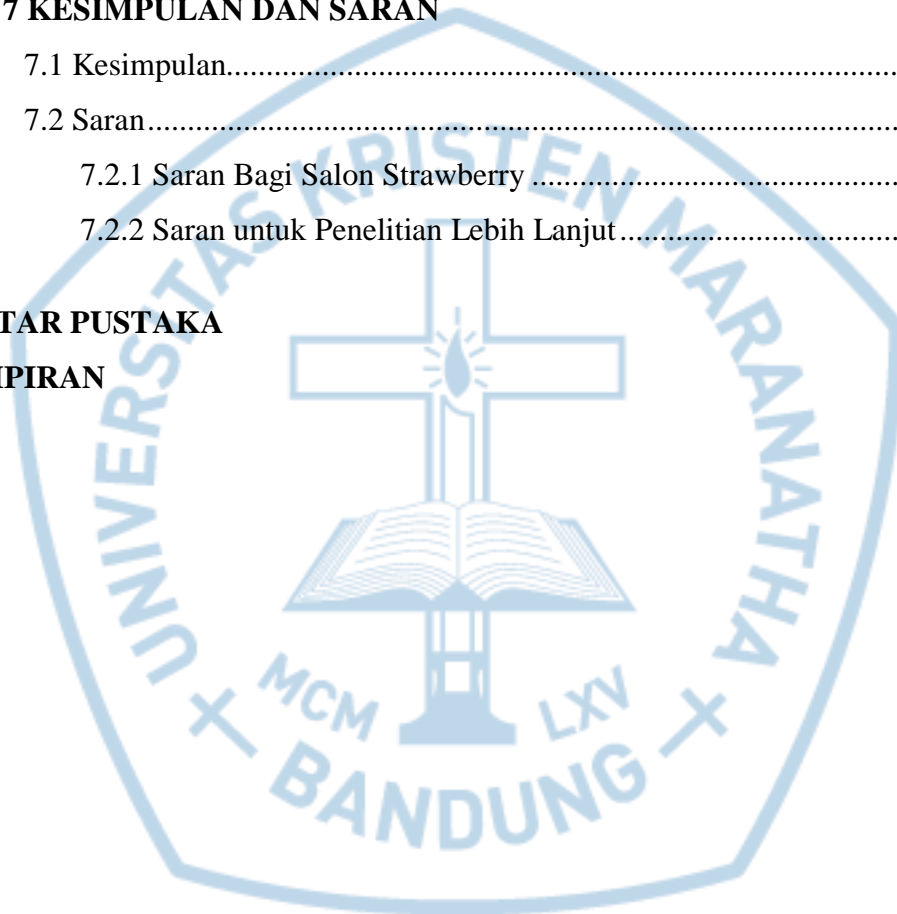 7 KESIMPULAN DAN SARAN
7.1 Kesimpulan....................................................................................
7.2 Saran..............................................................................................
7.2.1 Saran Bagi Salon Strawberry ..............................................
7.2.2 Saran untuk Penelitian Lebih Lanjut ...................................
TAR PUSTAKA
PIRAN
UNIVERSITAS KRISTEN MARANATHA
MCM LXV
BANDUNG